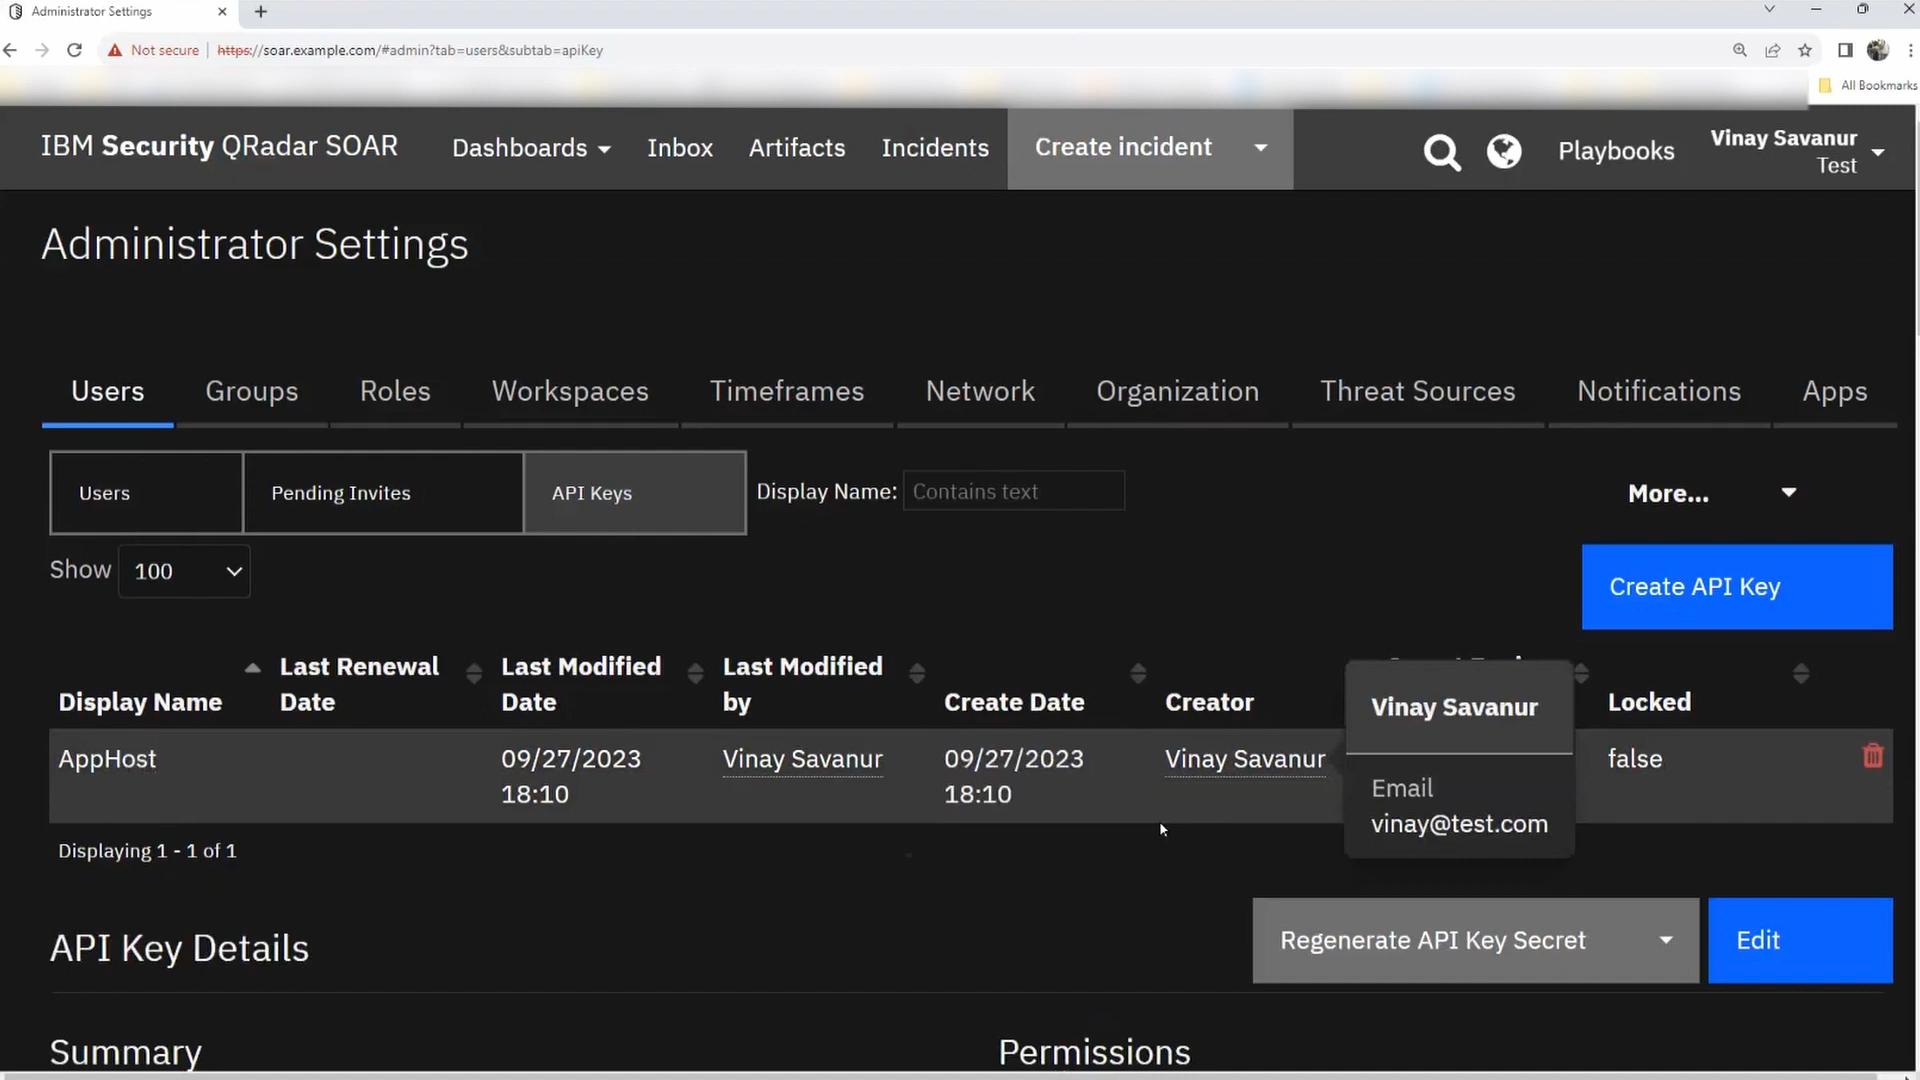 Administrator Settings
Not secure | https://soar.example.com/#admin?tab=users&subtab=apiKey
All Bookmarks
IBM Security QRadar SOAR
Dashboards
Inbox
Artifacts
Incidents
Create incident
Playbooks
Vinay Savanur
Test
Administrator Settings
Users
Groups
Roles
Workspaces
Timeframes
Network
Organization
Threat Sources
Notifications
Apps
Users
Pending Invites
API Keys
Display Name: Contains text
More...
Show 100
Create API Key
Display Name
Last Renewal
Date
Last Modified
Date
Last Modified
by
Create Date
Creator
Locked
AppHost
09/27/2023
18:10
Vinay Savanur
09/27/2023
18:10
Vinay Savanur
false
Vinay Savanur
Email
vinay@test.com
Displaying 1 - 1 of 1
API Key Details
Regenerate API Key Secret
Edit
Summary
Permissions